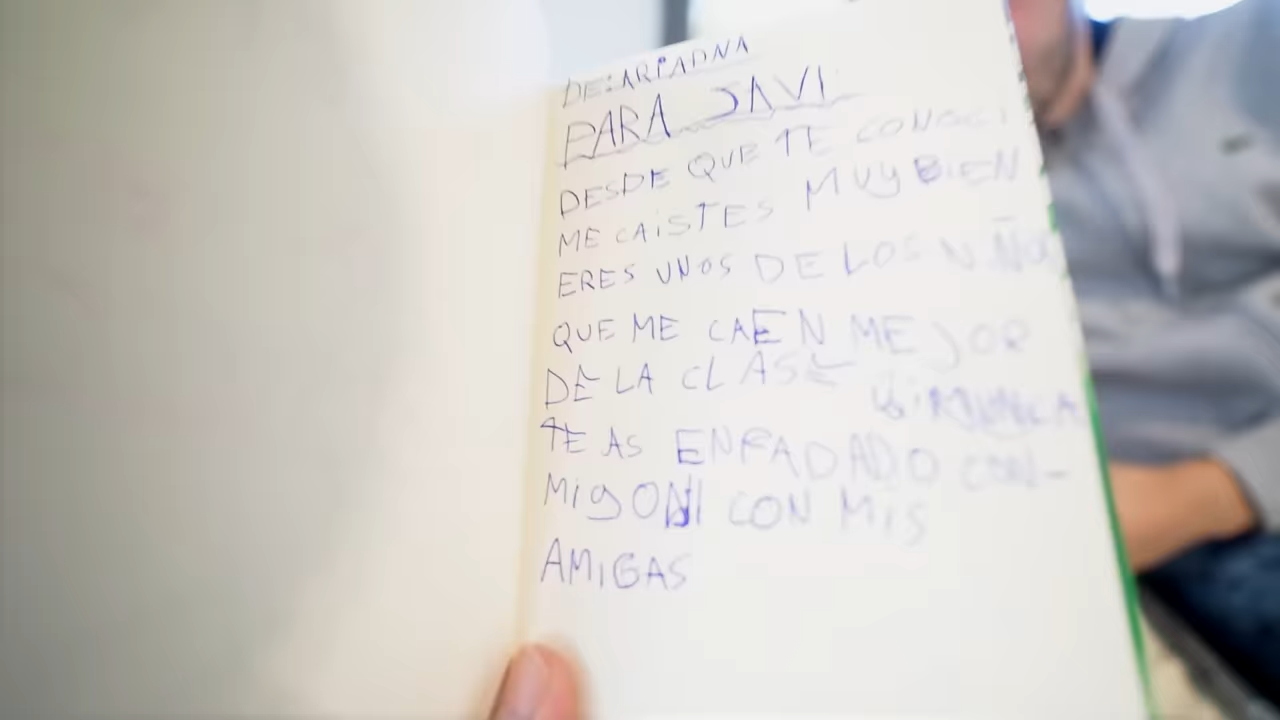 DE: ARIADNA
PARA JAVI
DESDE QUE TE CONOCI
ME CAISTES MUY BIEN
ERES UNOS DE LOS NIÑOS
QUE ME CAEN MEJOR
DE LA CLASE
TE AS ENFADADO CON-
MIGO NI CON MIS
AMIGAS